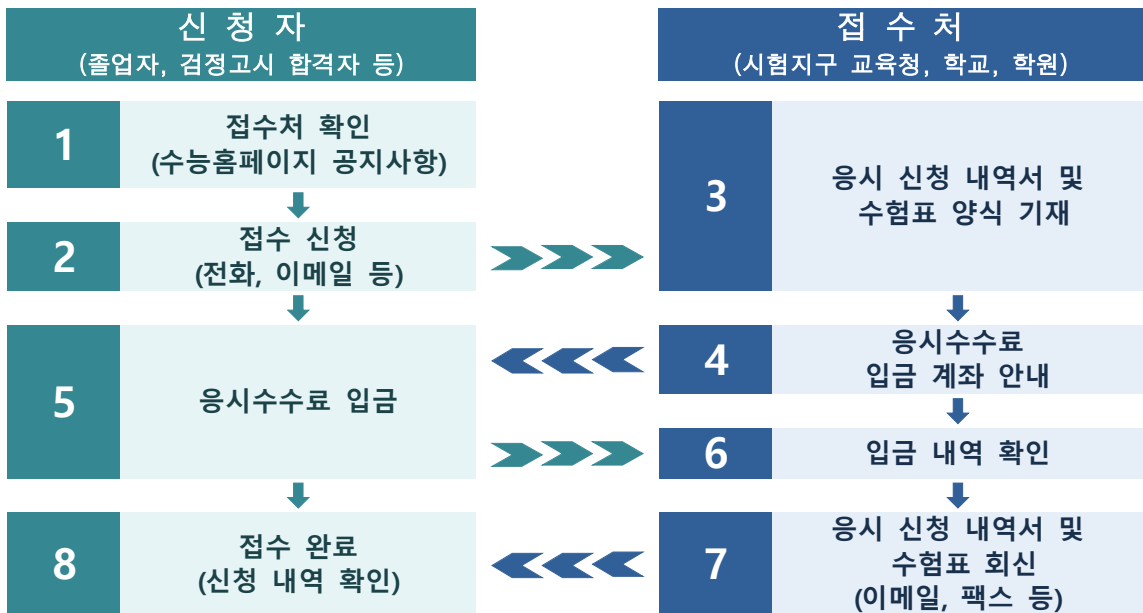 신 청 자
(졸업자, 검정고시 합격자 등)
1
접수처 확인
(수능홈페이지 공지사항)
2
접수 신청
(전화, 이메일 등)
5
응시수수료 입금
8
접수 완료
(신청 내역 확인)
접 수 처
(시험지구 교육청, 학교, 학원)
3
응시 신청 내역서 및
수험표 양식 기재
4
응시수수료
입금 계좌 안내
6
입금 내역 확인
7
응시 신청 내역서 및
수험표 회신
(이메일, 팩스 등)